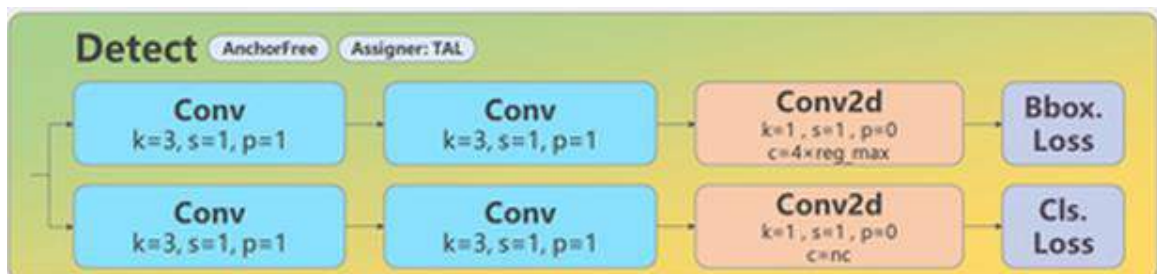 Detect AnchorFree Assigner: TAL
Conv
k=3, s=1, p=1
Conv
k=3, s=1, p=1
Conv2d
k=1 , s=1 , p=0
c=4×reg_max
Bbox.
Loss
Conv
k=3, s=1, p=1
Conv
k=3, s=1, p=1
Conv2d
k=1 , s=1 , p=0
c=nc
Cls.
Loss